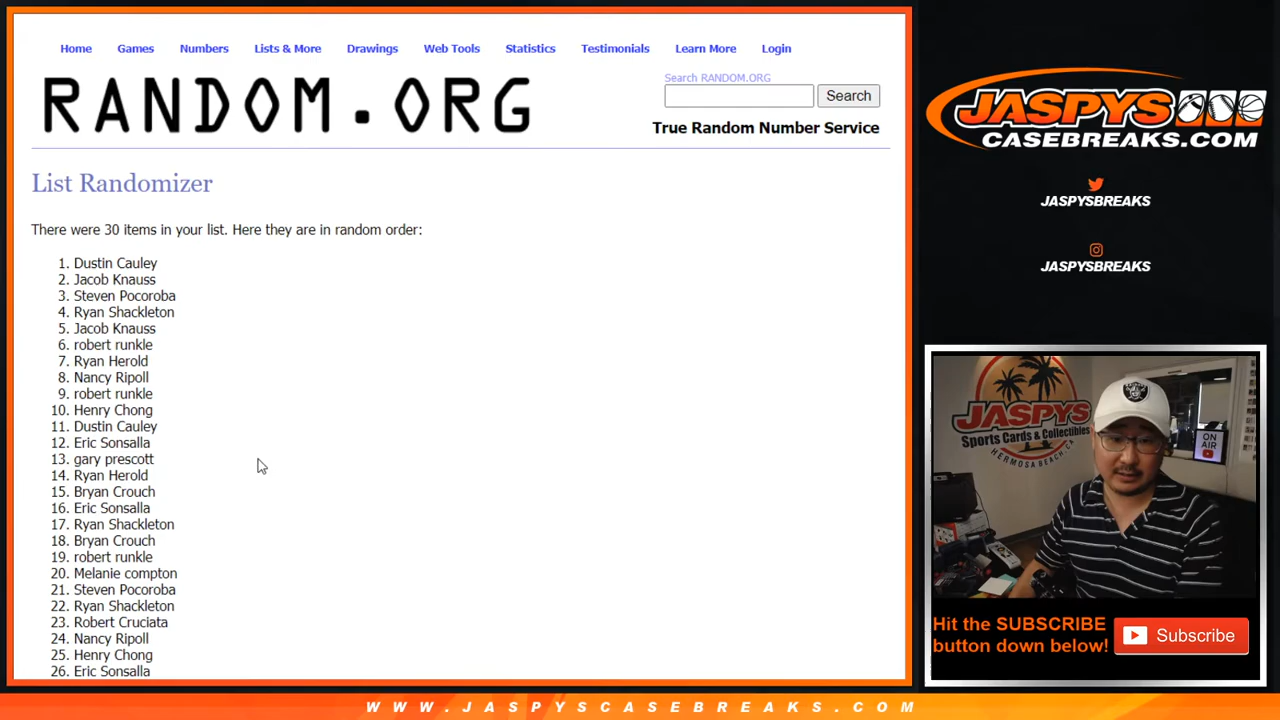 Home Games Numbers Lists & More Drawings Web Tools Statistics Testimonials Learn More Login
RANDOM.ORG
Search RANDOM.ORG
Search
True Random Number Service
List Randomizer
There were 30 items in your list. Here they are in random order:
1. Dustin Cauley
2. Jacob Knauss
3. Steven Pocoroba
4. Ryan Shackleton
5. Jacob Knauss
6. robert runkle
7. Ryan Herold
8. Nancy Ripoll
9. robert runkle
10. Henry Chong
11. Dustin Cauley
12. Eric Sonsalla
13. gary prescott
14. Ryan Herold
15. Bryan Crouch
16. Eric Sonsalla
17. Ryan Shackleton
18. Bryan Crouch
19. robert runkle
20. Melanie compton
21. Steven Pocoroba
22. Ryan Shackleton
23. Robert Cruciata
24. Nancy Ripoll
25. Henry Chong
26. Eric Sonsalla
JASPYS
CASEBREAKS.COM
JASPYSBREAKS
JASPYSBREAKS
JASPYS
Sports Cards & Collectibles
HERMOSA BEACH, CA
ON AIR
Hit the SUBSCRIBE
button down below!
Subscribe
WWW.JASPYSCASEBREAKS.COM